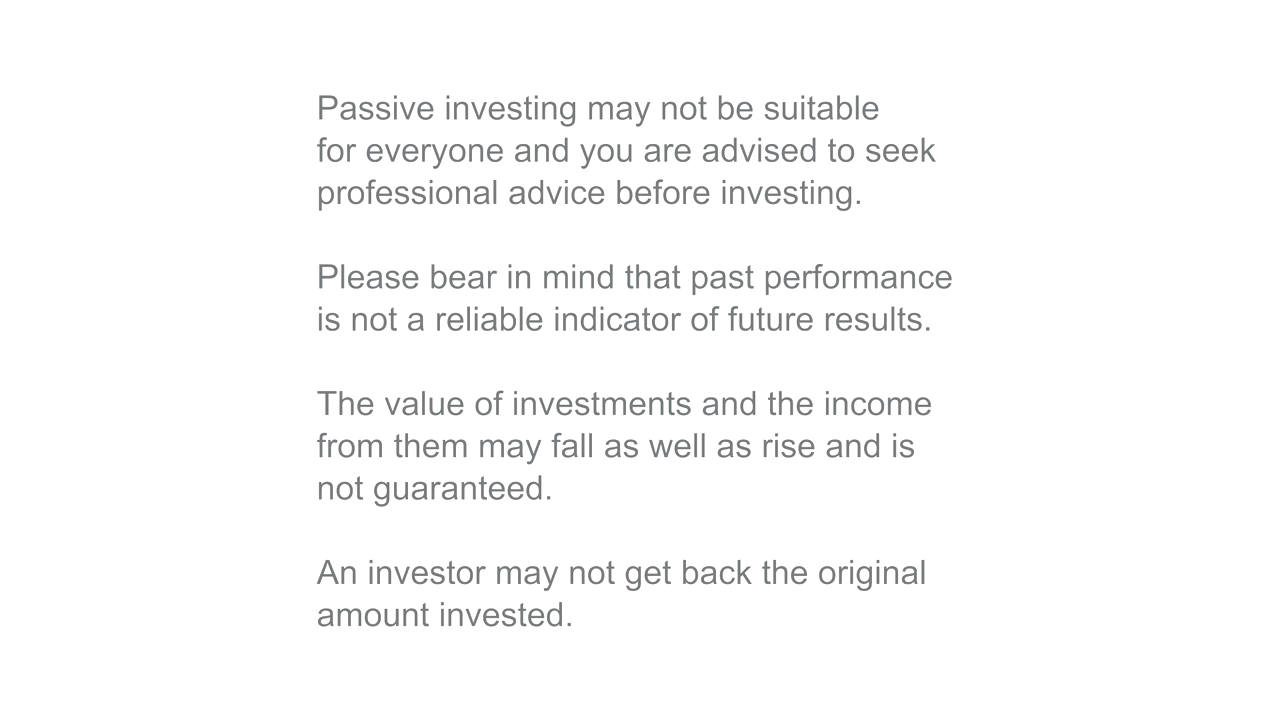 Passive investing may not be suitable
for everyone and you are advised to seek
professional advice before investing.
Please bear in mind that past performance
is not a reliable indicator of future results.
The value of investments and the income
from them may fall as well as rise and is
not guaranteed.
An investor may not get back the original
amount invested.